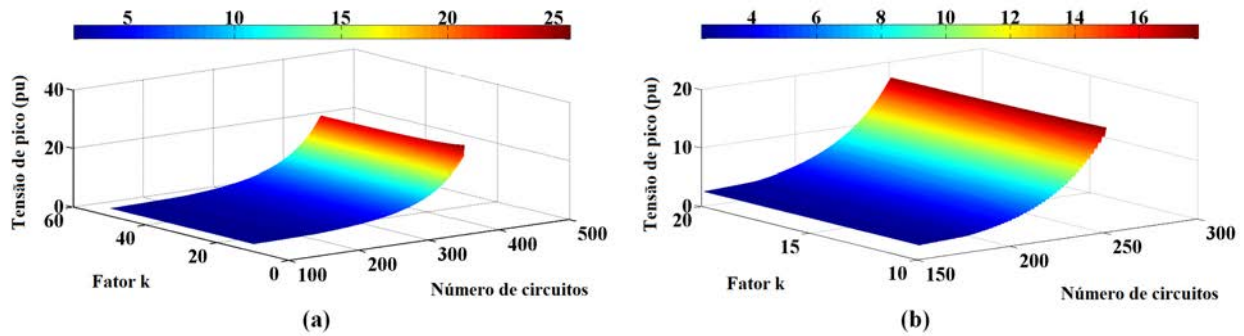 5 10 15 20 25
4 6 8 10 12 14 16
Tensão de pico (pu)
40
20
0
60
40
20
0
100
200
300
400
500
Fator k
Número de circuitos
(a)
Tensão de pico (pu)
20
10
0
20
15
10
150
200
250
300
Fator k
Número de circuitos
(b)